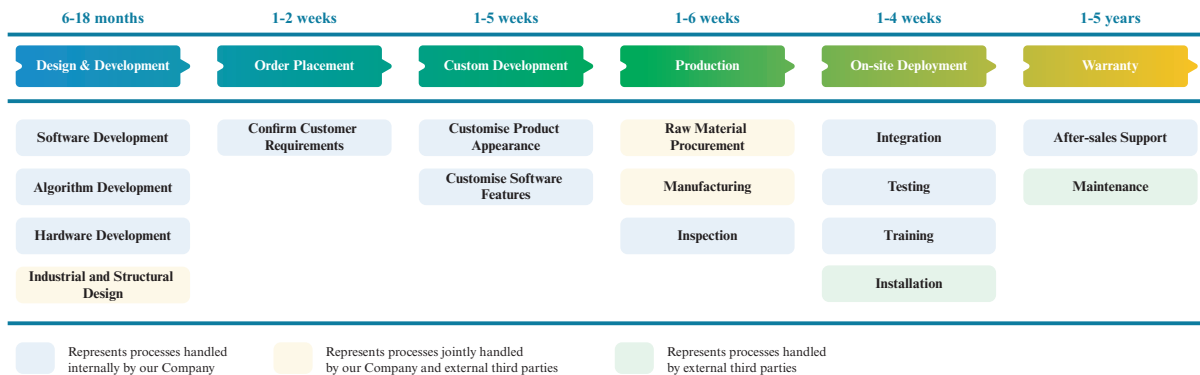 6-18 months
1-2 weeks
1-5 weeks
1-6 weeks
1-4 weeks
1-5 years
Design & Development
Order Placement
Custom Development
Production
On-site Deployment
Warranty
Software Development
Algorithm Development
Hardware Development
Industrial and Structural
Design
Confirm Customer
Requirements
Customise Product
Appearance
Customise Software
Features
Raw Material
Procurement
Manufacturing
Inspection
Integration
Testing
Training
Installation
After-sales Support
Maintenance
Represents processes handled
internally by our Company
Represents processes jointly handled
by our Company and external third parties
Represents processes handled
by external third parties